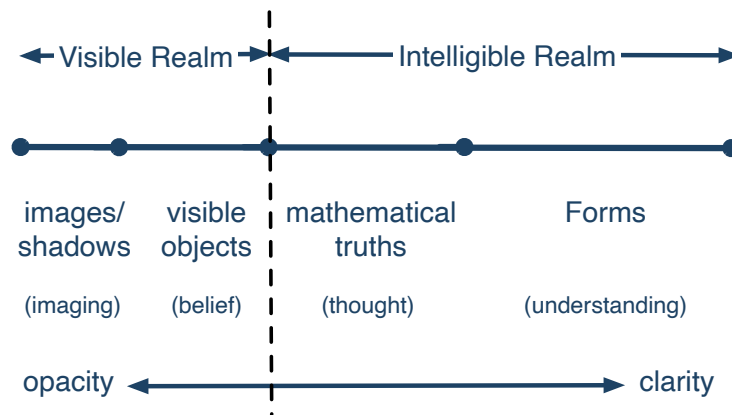 Visible Realm Intelligible Realm
images/ visible mathematical Forms
shadows objects truths
(imaging) (belief) (thought) (understanding)
opacity clarity